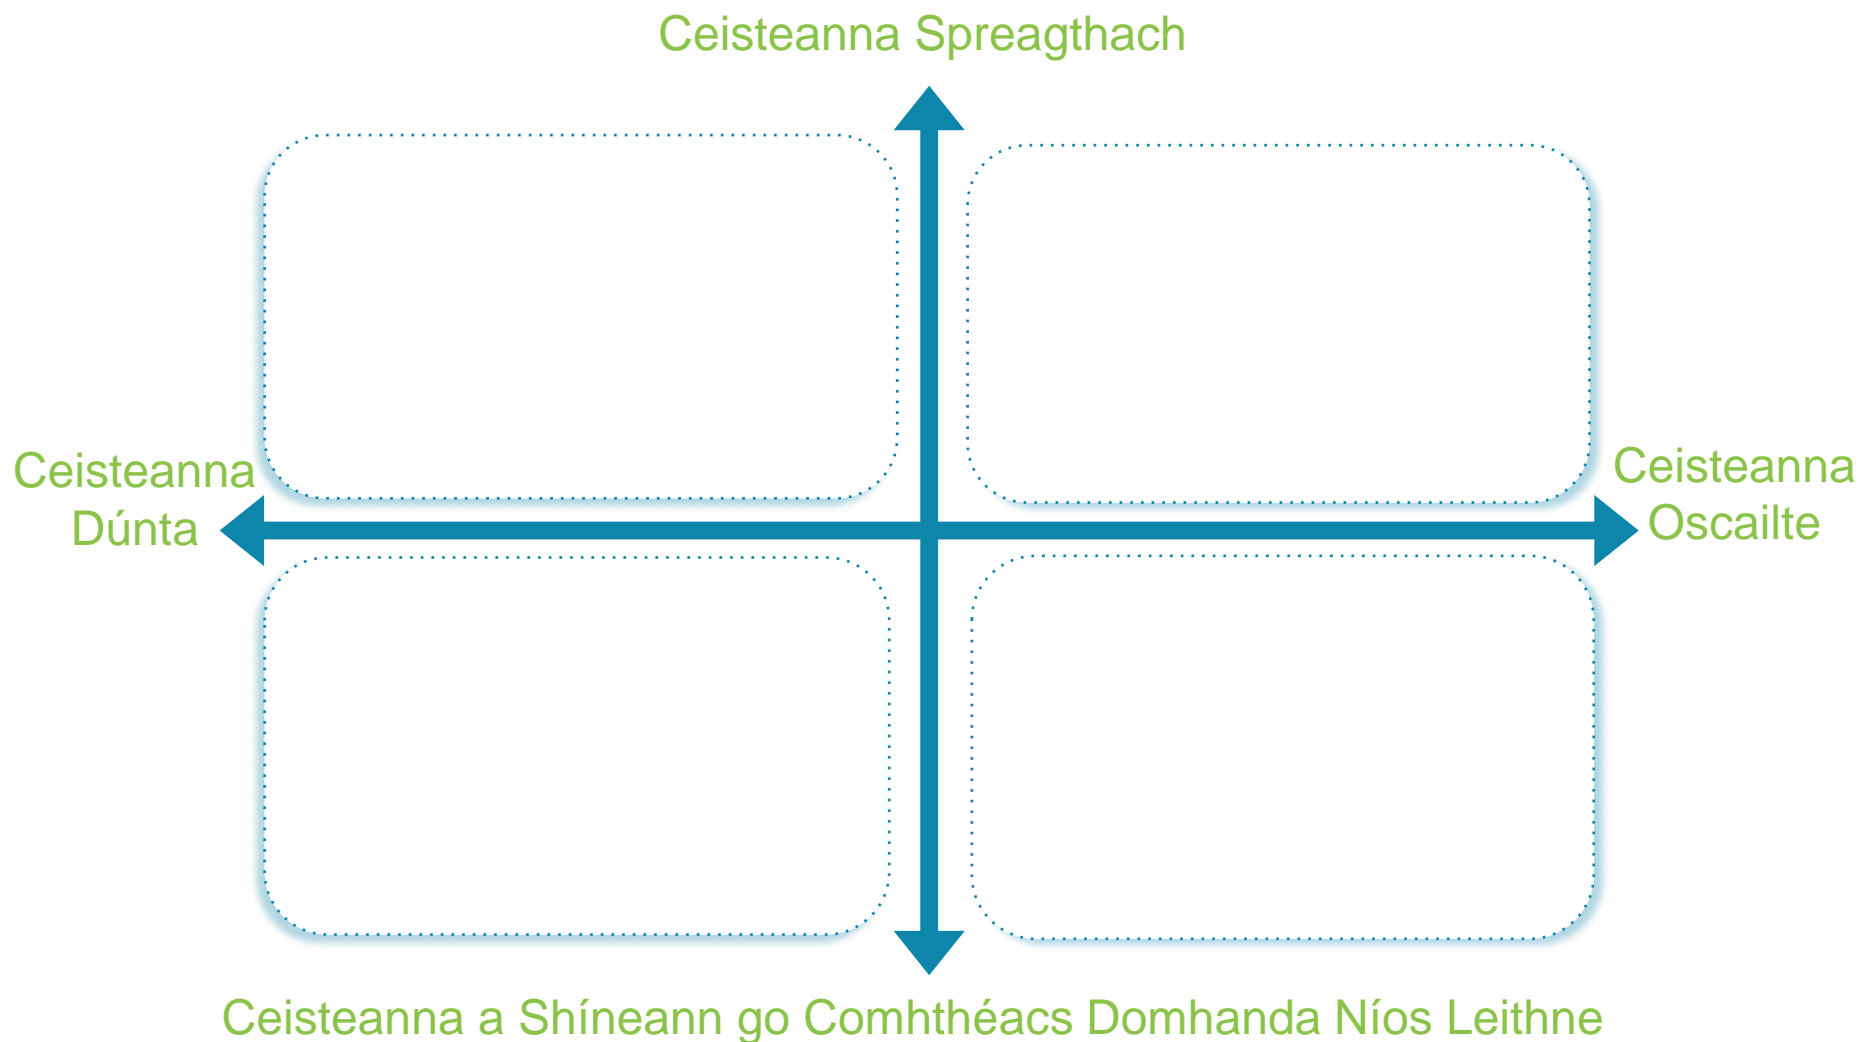 Ceisteanna Spreagthach
Ceisteanna
Dúnta
Ceisteanna
Oscailte
Ceisteanna a Shíneann go Comhthéacs Domhanda Níos Leithne